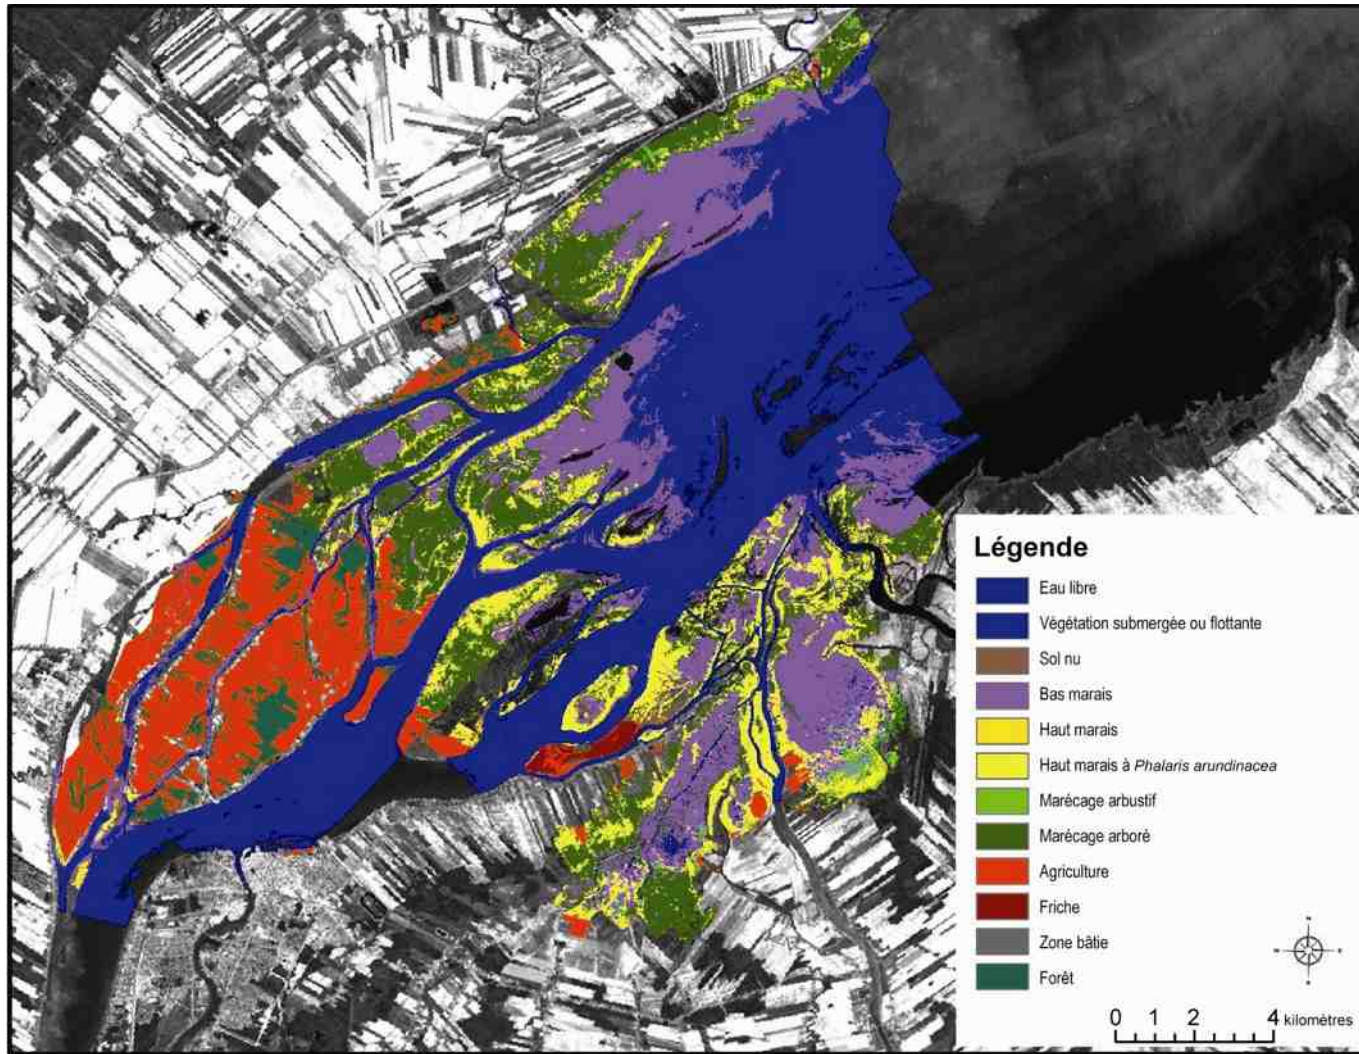 Légende
Eau libre
Végétation submergée ou flottante
Sol nu
Bas marais
Haut marais
Haut marais à Phalaris arundinacea
Marécage arbustif
Marécage arboré
Agriculture
Friche
Zone bâtie
Forêt
0 1 2 4 kilomètres